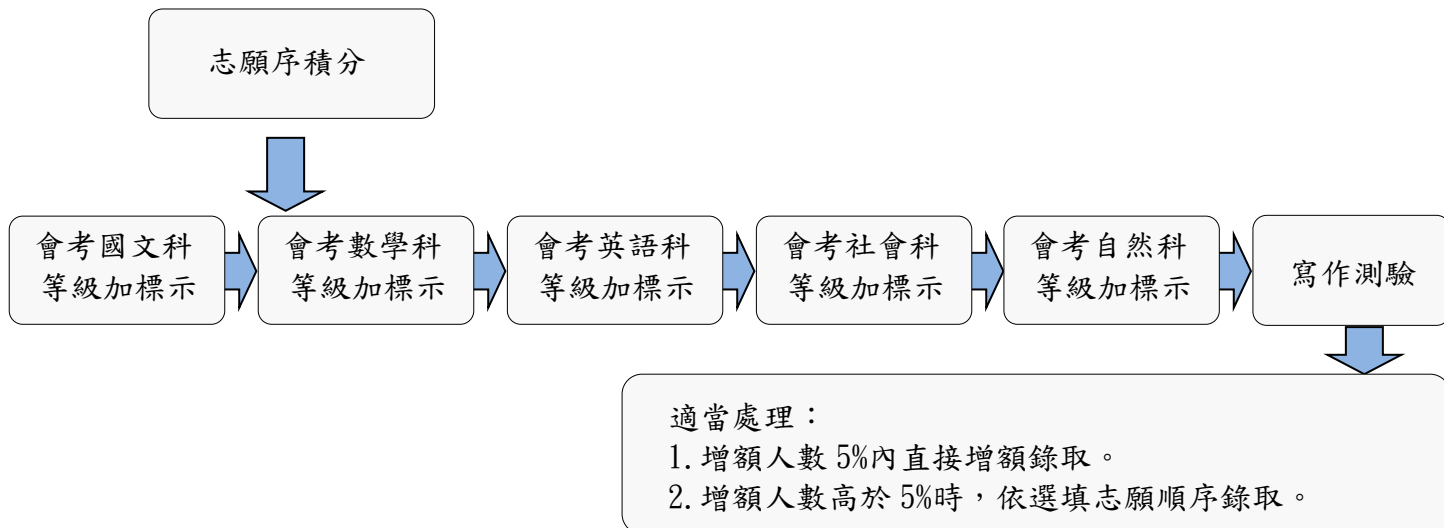 志願序積分
會考國文科
等級加標示
會考數學科
等級加標示
會考英語科
等級加標示
會考社會科
等級加標示
會考自然科
等級加標示
寫作測驗
適當處理：
1.增額人數 5%內直接增額錄取。
2.增額人數高於 5%時，依選填志願順序錄取。